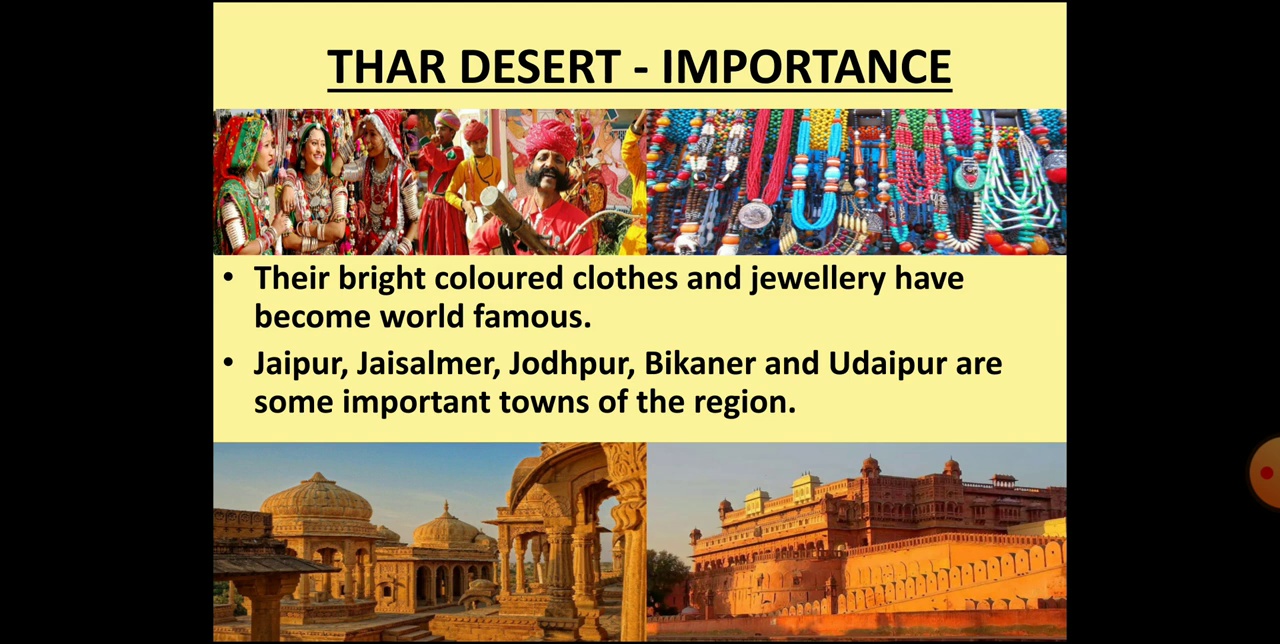 THAR DESERT - IMPORTANCE
• Their bright coloured clothes and jewellery have
become world famous.
• Jaipur, Jaisalmer, Jodhpur, Bikaner and Udaipur are
some important towns of the region.